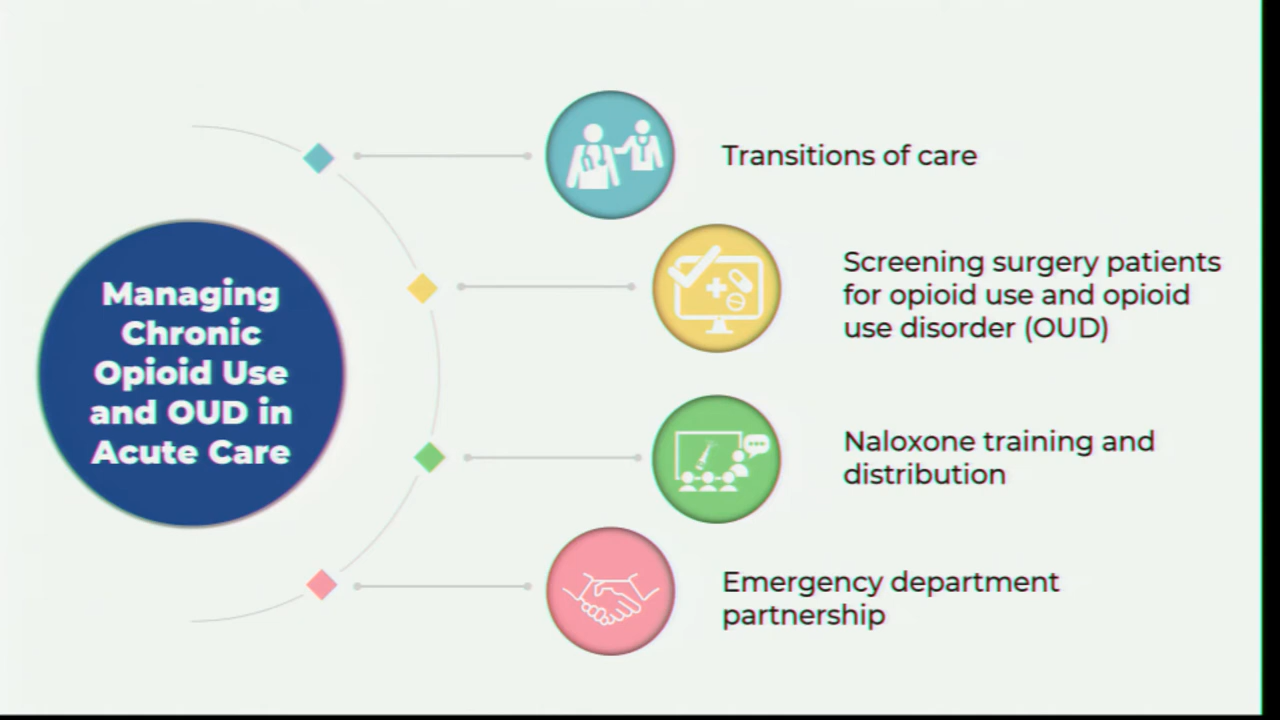 Managing
Chronic
Opioid Use
and OUD in
Acute Care
Transitions of care
Screening surgery patients
for opioid use and opioid
use disorder (OUD)
Naloxone training and
distribution
Emergency department
partnership